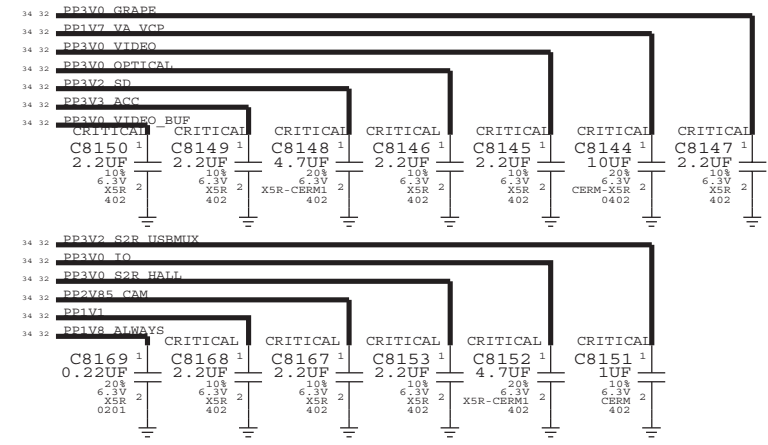 34 32 PP3V0_GRAPE
34 32 PP1V7_VA_VCP
34 32 PP3V0_VIDEO
34 32 PP3V0_OPTICAL
34 32 PP3V2_SD
34 32 PP3V3_ACC
34 32 PP3V0_VIDEO_BUF
CRITICAL CRITICAL CRITICAL CRITICAL CRITICAL CRITICAL CRITICAL
C8150 1 C8149 1 C8148 1 C8146 1 C8145 1 C8144 1 C8147 1
2.2UF 2.2UF 4.7UF 2.2UF 2.2UF 10UF 2.2UF
10% 10% 20% 10% 10% 20% 10%
6.3V 6.3V 6.3V 6.3V 6.3V 6.3V 6.3V
X5R 2 X5R 2 X5R-CERM1 2 X5R 2 X5R 2 CERM-X5R 2 X5R 2
402 402 402 402 402 0402 402
34 32 PP3V2_S2R_USBMUX
34 32 PP3V0_IO
34 32 PP3V0_S2R_HALL
34 32 PP2V85_CAM
34 32 PP1V1
34 32 PP1V8_ALWAYS
CRITICAL CRITICAL CRITICAL CRITICAL CRITICAL
C8169 1 C8168 1 C8167 1 C8153 1 C8152 1 C8151 1
0.22UF 2.2UF 2.2UF 2.2UF 4.7UF 1UF
20% 10% 10% 10% 20% 10%
6.3V 6.3V 6.3V 6.3V 6.3V 6.3V
X5R 2 X5R 2 X5R 2 X5R 2 X5R-CERM1 2 CERM 2
0201 402 402 402 402 402